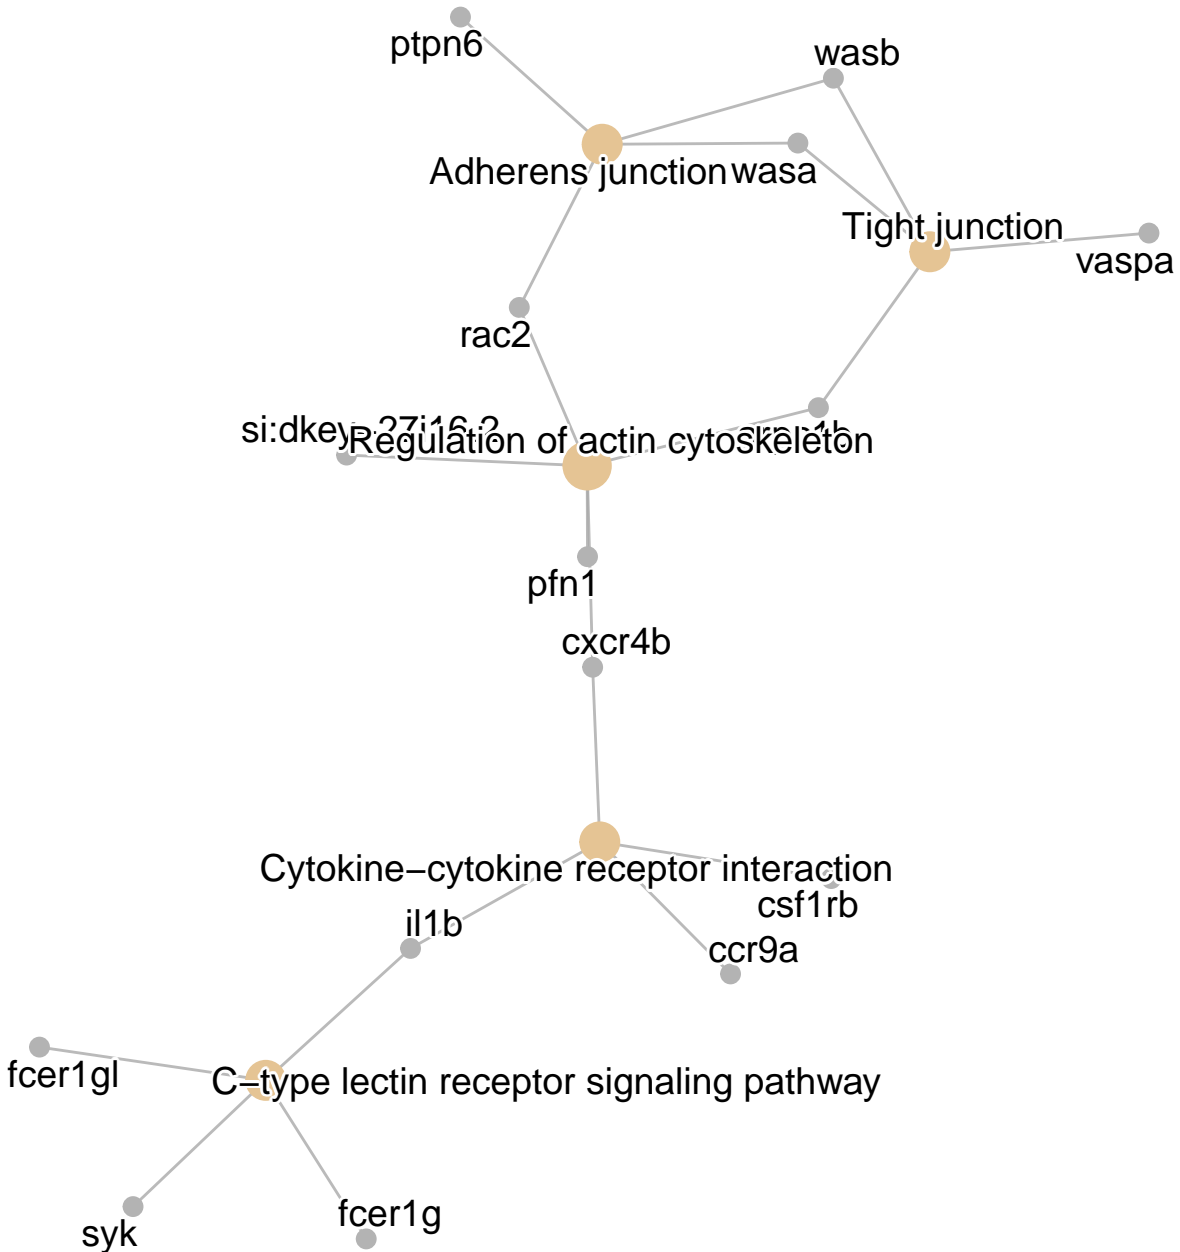 ptpn6
wasb
Adherens junction
wasa
Tight junction
vaspa
rac2
Regulation of actin cytoskeleton
pfn1
cxcr4b
Cytokine−cytokine receptor interaction
csf1rb
il1b
ccr9a
fcer1gl
C−type lectin receptor signaling pathway
fcer1g
syk